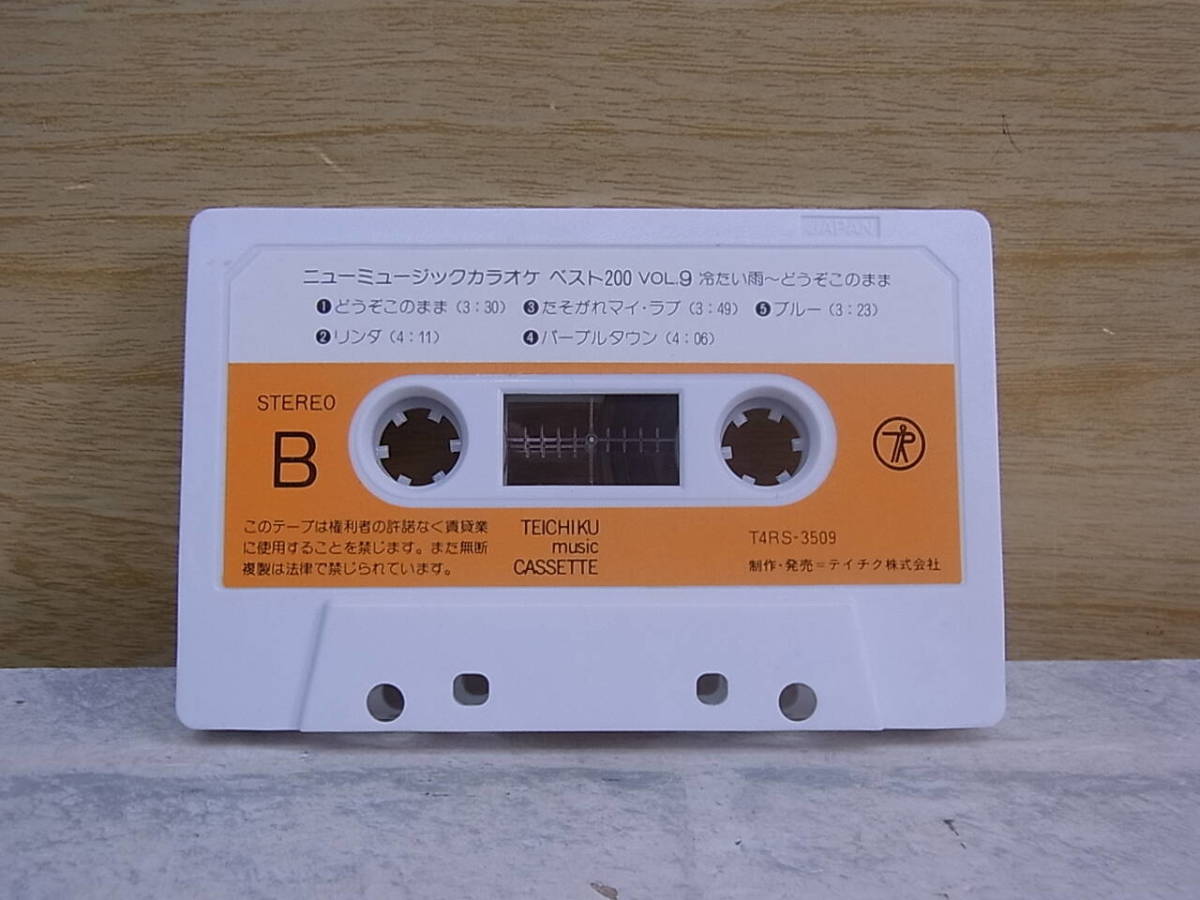 JAPAN
ニューミュージックカラオケ ベスト200 VOL.9 冷たい雨〜どうぞこのまま
❶どうぞこのまま(3:30) ❸たそがれマイ・ラブ(3:49) ❺ブルー(3:23)
❷リンダ(4:11) ❹パープルタウン(4:06)
STEREO
B
このテープは権利者の許諾なく賃貸業
に使用することを禁じます。また無断
複製は法律で禁じられています。
TEICHIKU
music
CASSETTE
T4RS-3509
制作・発売=テイチク株式会社